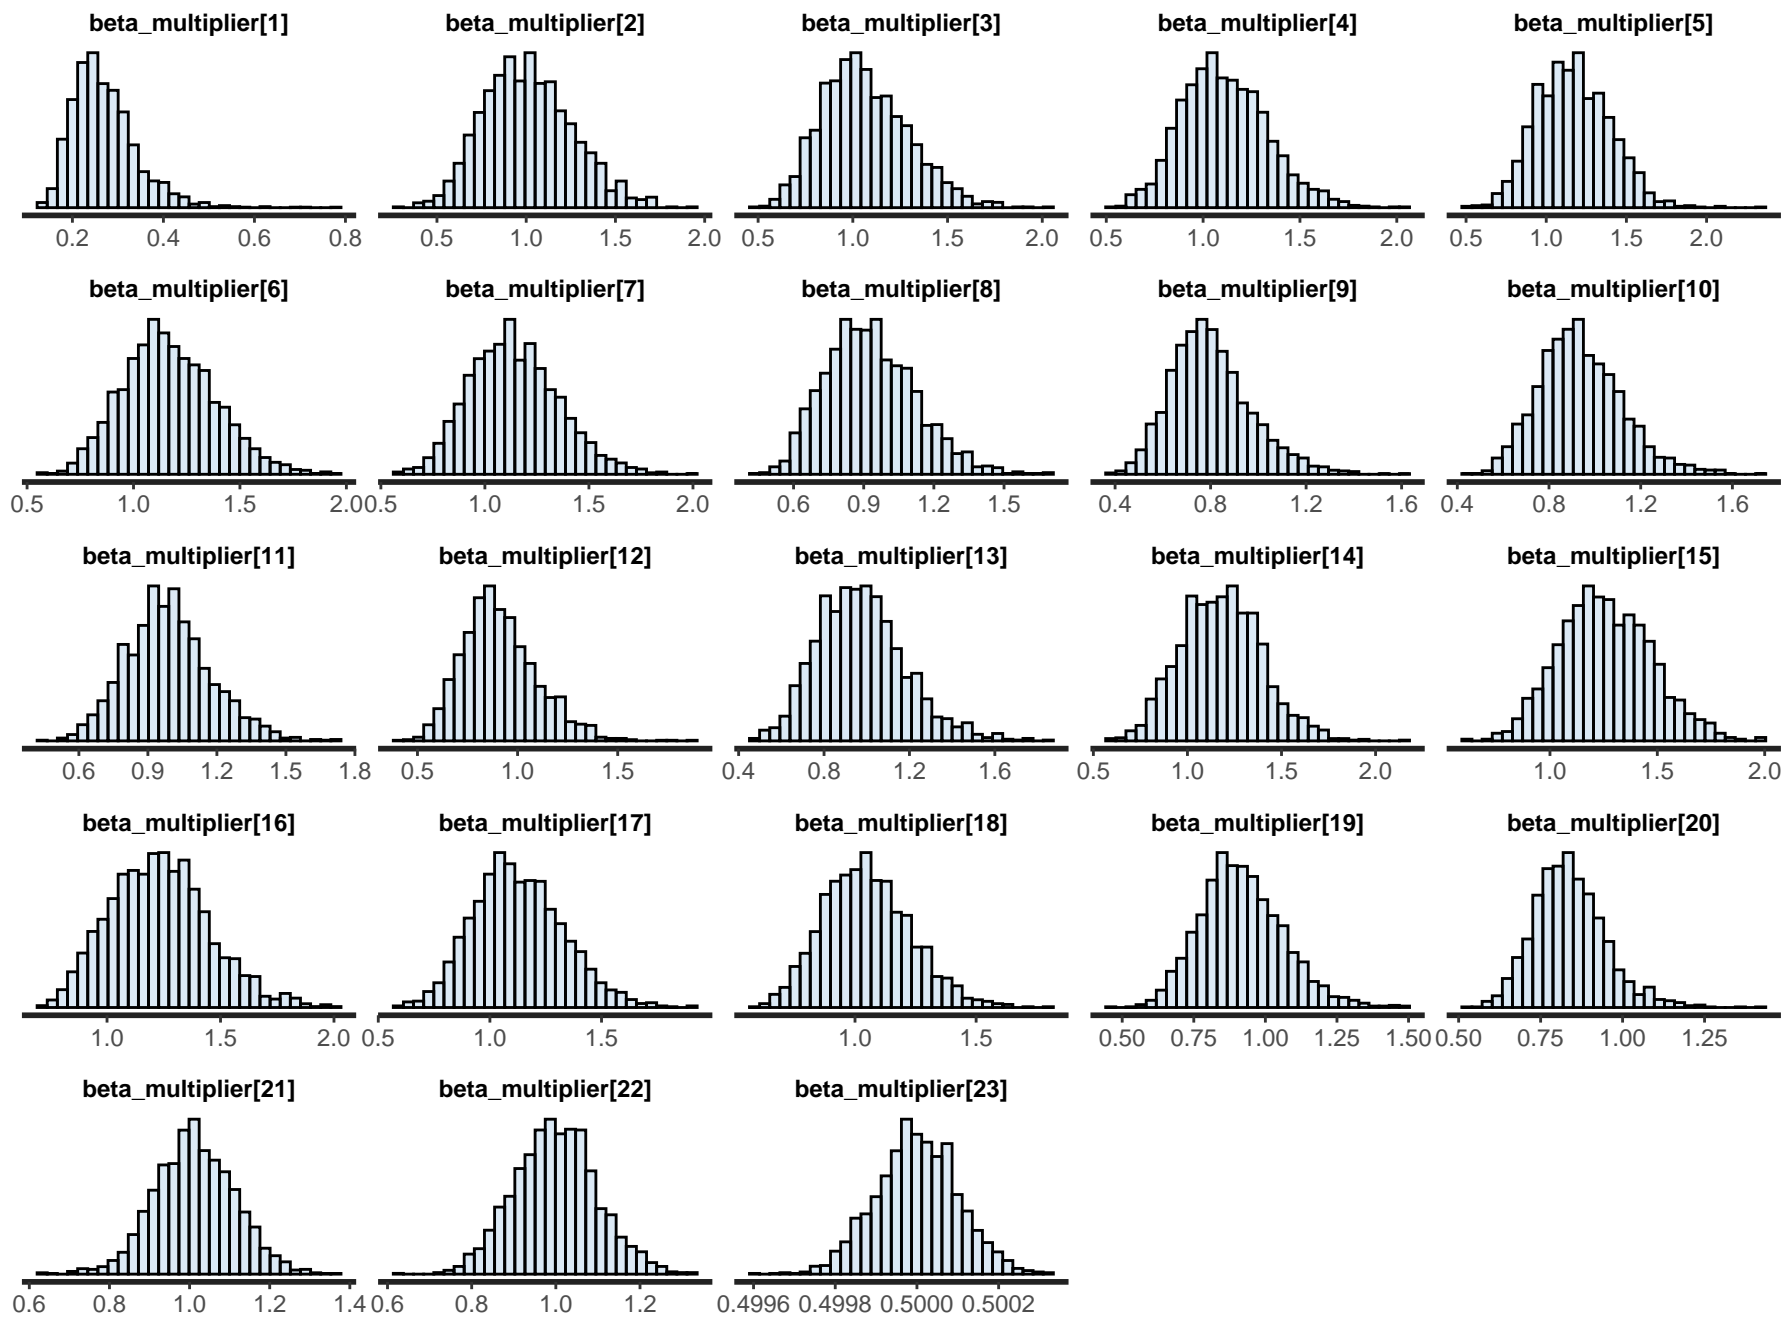 beta_multiplier[1] beta_multiplier[2] beta_multiplier[3] beta_multiplier[4] beta_multiplier[5]
0.2 0.4 0.6 0.8 0.5 1.0 1.5 2.0 0.5 1.0 1.5 2.0 0.5 1.0 1.5 2.0 0.5 1.0 1.5 2.0
beta_multiplier[6] beta_multiplier[7] beta_multiplier[8] beta_multiplier[9] beta_multiplier[10]
0.5 1.0 1.5 2.0 0.5 1.0 1.5 2.0 0.6 0.9 1.2 1.5 0.4 0.8 1.2 1.6 0.4 0.8 1.2 1.6
beta_multiplier[11] beta_multiplier[12] beta_multiplier[13] beta_multiplier[14] beta_multiplier[15]
0.6 0.9 1.2 1.5 1.8 0.5 1.0 1.5 0.4 0.8 1.2 1.6 0.5 1.0 1.5 2.0 1.0 1.5 2.0
beta_multiplier[16] beta_multiplier[17] beta_multiplier[18] beta_multiplier[19] beta_multiplier[20]
1.0 1.5 2.0 0.5 1.0 1.5 1.0 1.5 0.50 0.75 1.00 1.25 1.50 0.50 0.75 1.00 1.25
beta_multiplier[21] beta_multiplier[22] beta_multiplier[23]
0.6 0.8 1.0 1.2 1.4 0.6 0.8 1.0 1.2 0.4996 0.4998 0.5000 0.5002